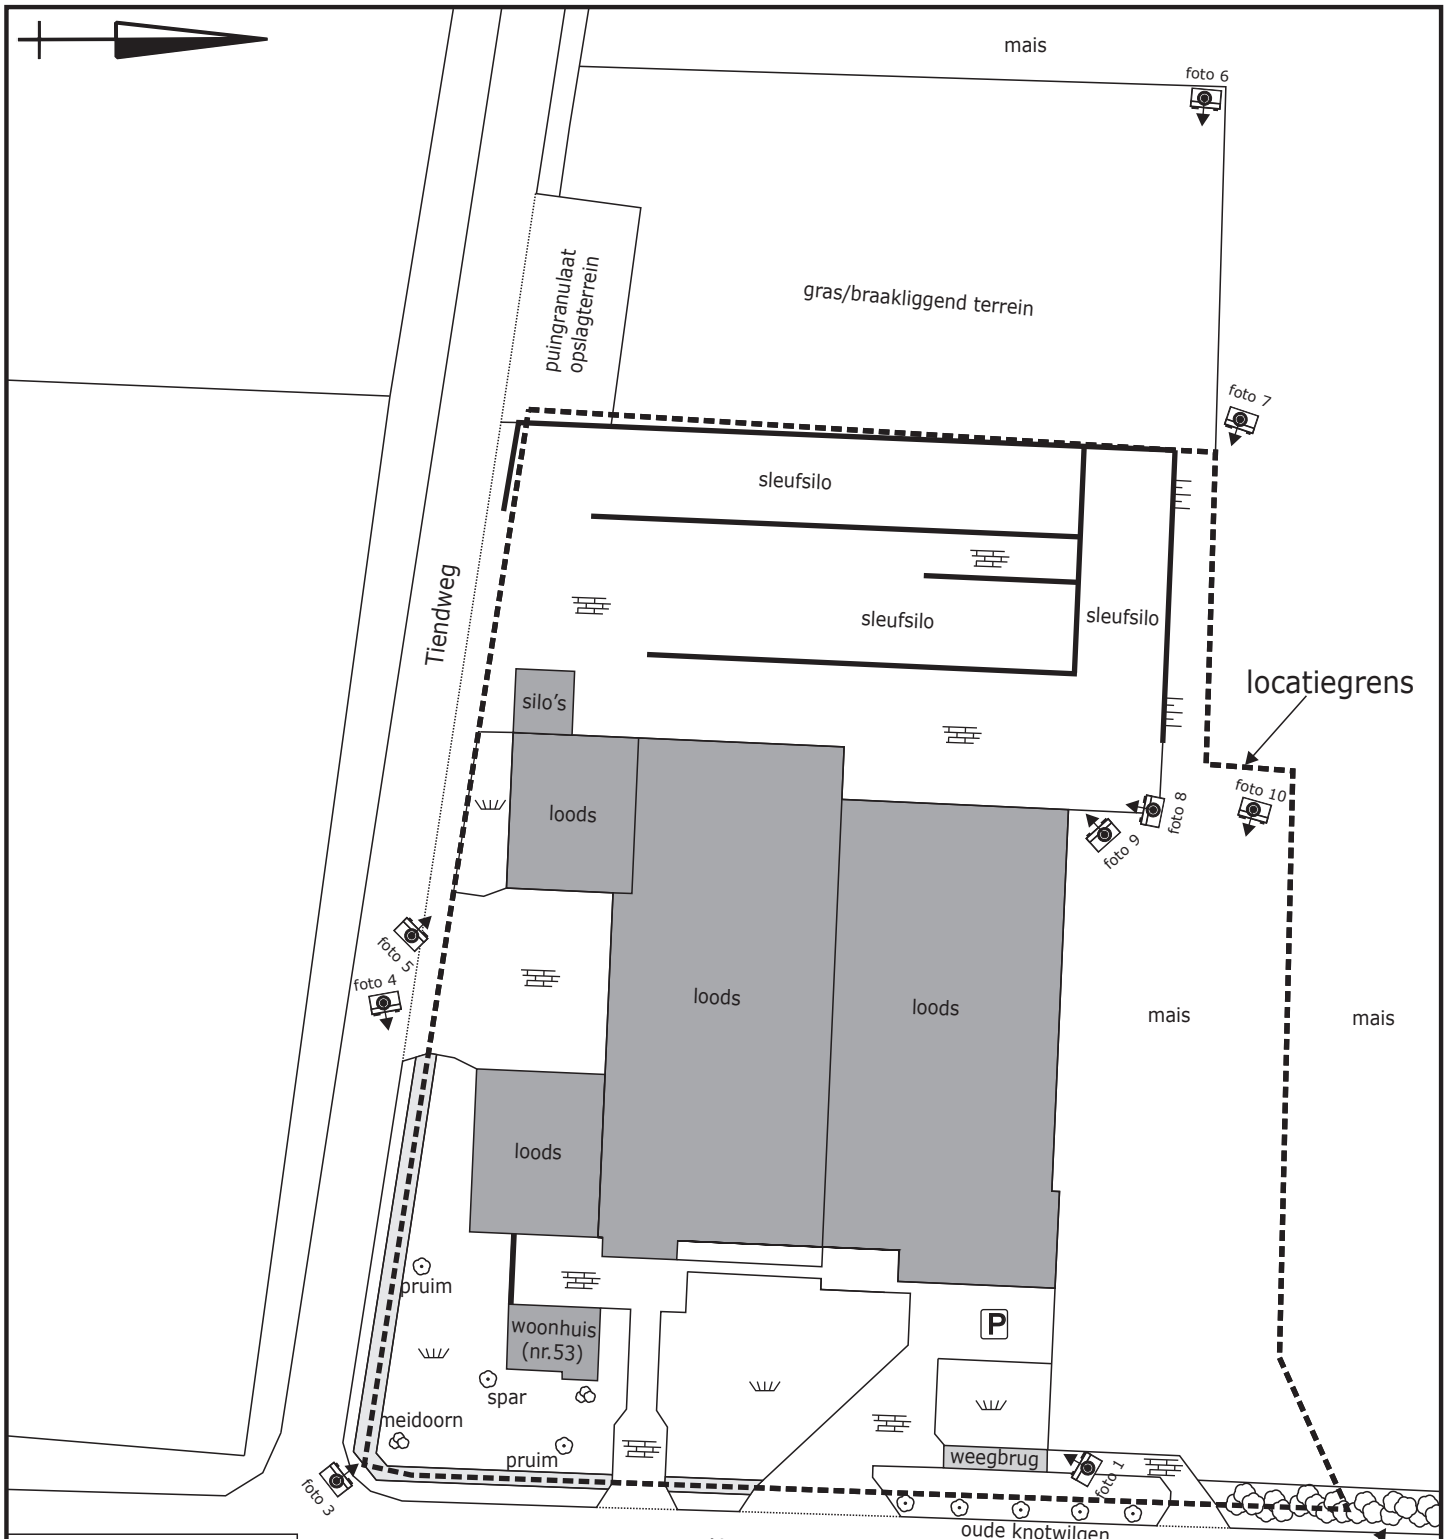 mais
foto 6
puingranulaat
opslagterrein
gras/braakliggend terrein
foto 7
sleufsilo
Tiendweg
sleufsilo
sleufsilo
locatiegrens
silo's
foto 10
foto 8
loods
foto 9
foto 5
foto 4
loods
loods
mais
mais
loods
pruim
woonhuis
(nr.53)
P
spar
meidoorn
pruim
weegbrug
foto 1
foto 3
oude knotwilgen